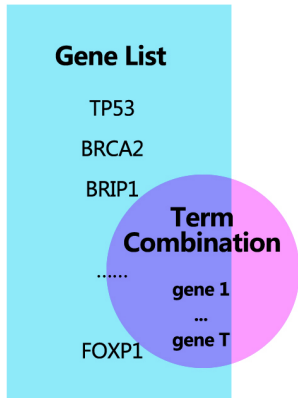 Gene List
TP53
BRCA2
BRIP1
......
FOXP1
Term
Combination
gene 1
...
gene T